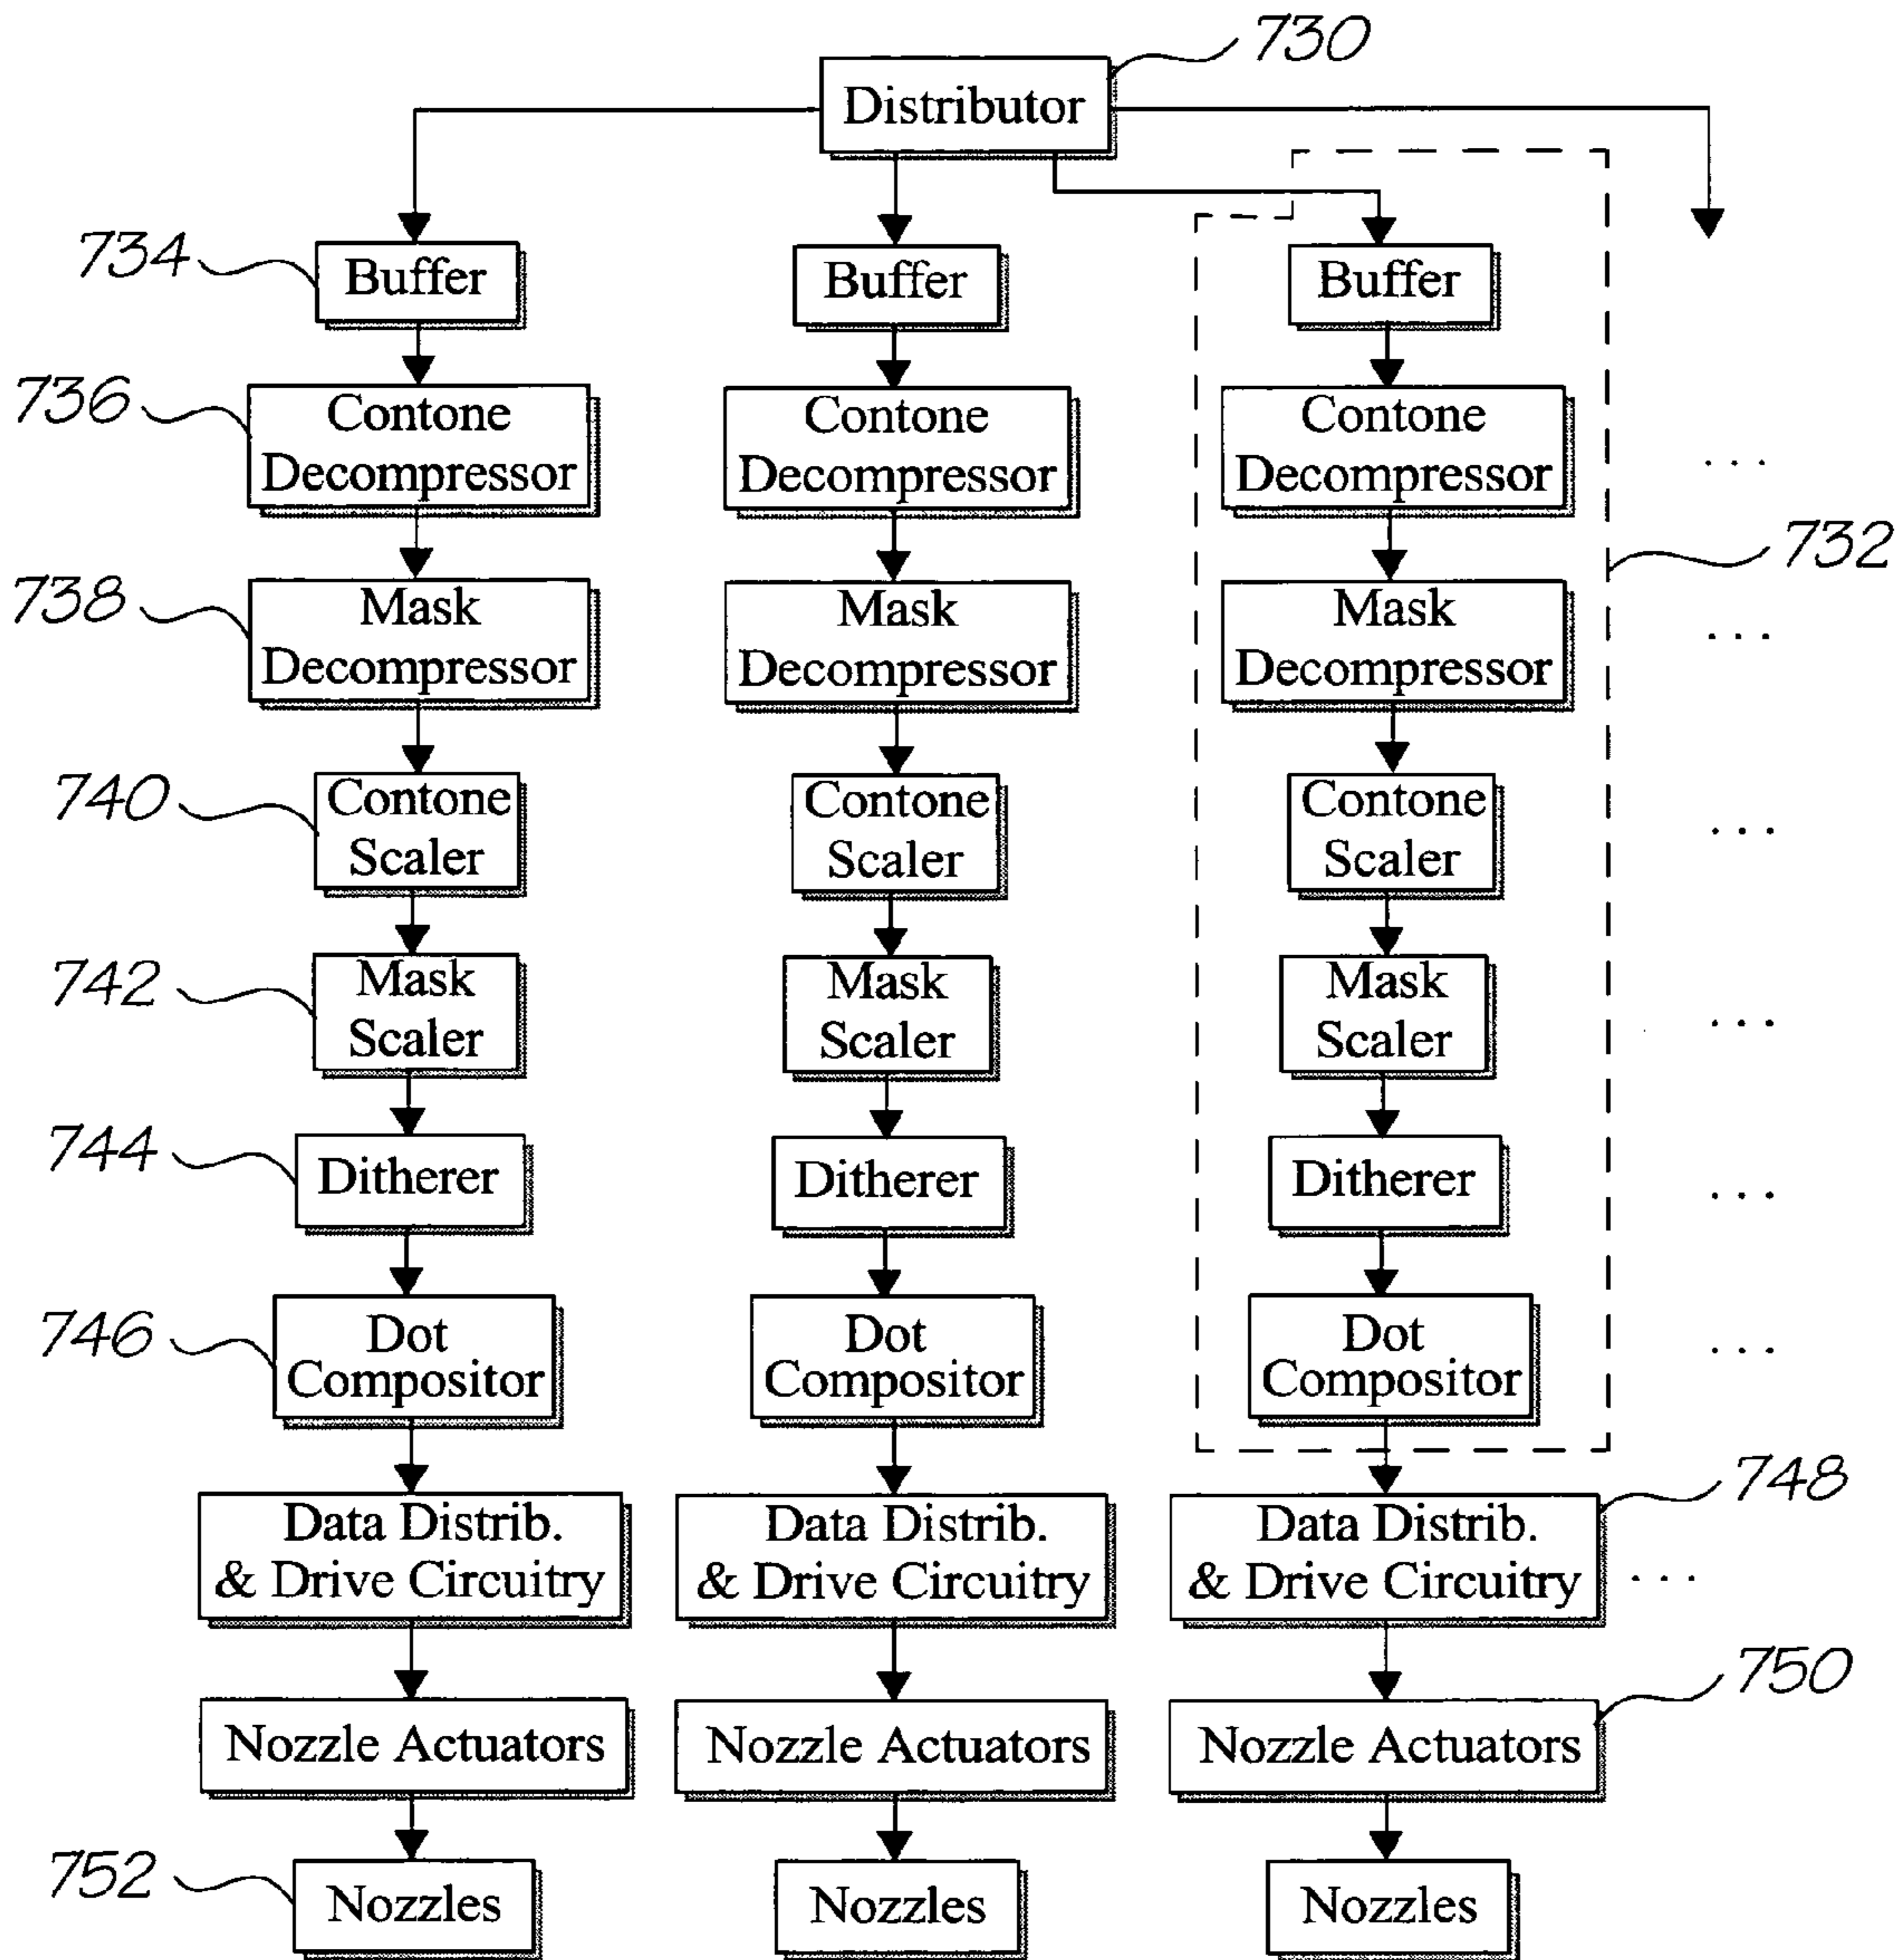 730
Distributor
734
Buffer
Buffer
Buffer
736
Contone
Decompressor
Contone
Decompressor
Contone
Decompressor
...
732
738
Mask
Decompressor
Mask
Decompressor
Mask
Decompressor
...
740
Contone
Scaler
Contone
Scaler
Contone
Scaler
...
742
Mask
Scaler
Mask
Scaler
Mask
Scaler
...
744
Ditherer
Ditherer
Ditherer
...
746
Dot
Compositor
Dot
Compositor
Dot
Compositor
...
748
Data Distrib.
& Drive Circuitry
Data Distrib.
& Drive Circuitry
Data Distrib.
& Drive Circuitry
...
750
Nozzle Actuators
Nozzle Actuators
Nozzle Actuators
752
Nozzles
Nozzles
Nozzles